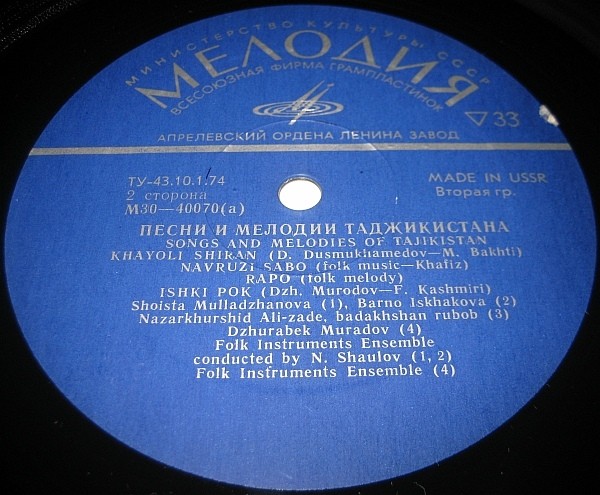 МИНИСТЕРСТВО КУЛЬТУРЫ СССР
МЕЛОДИЯ
ВСЕСОЮЗНАЯ ФИРМА ГРАМПЛАСТИНОК
▽33
АПРЕЛЕВСКИЙ ОРДЕНА ЛЕНИНА ЗАВОД
ТУ-43.10.1.74
MADE IN USSR
2 сторона
Вторая гр.
М30—40070(а)
ПЕСНИ И МЕЛОДИИ ТАДЖИКИСТАНА
SONGS AND MELODIES OF TAJIKISTAN
KHAYOLI SHIRAN (D. Dusmukhamedov—M. Bakhti)
NAVRUZI SABO (folk music—Khafiz)
RAPO (folk melody)
ISHKI POK (Dzh. Murodov—F. Kashmiri)
Shoista Mulladzhanova (1), Barno Iskhakova (2)
Nazarkhurshid Ali-zade, badakhshan rubob (3)
Dzhurabek Muradov (4)
Folk Instruments Ensemble
conducted by N. Shaulov (1, 2)
Folk Instruments Ensemble (4)